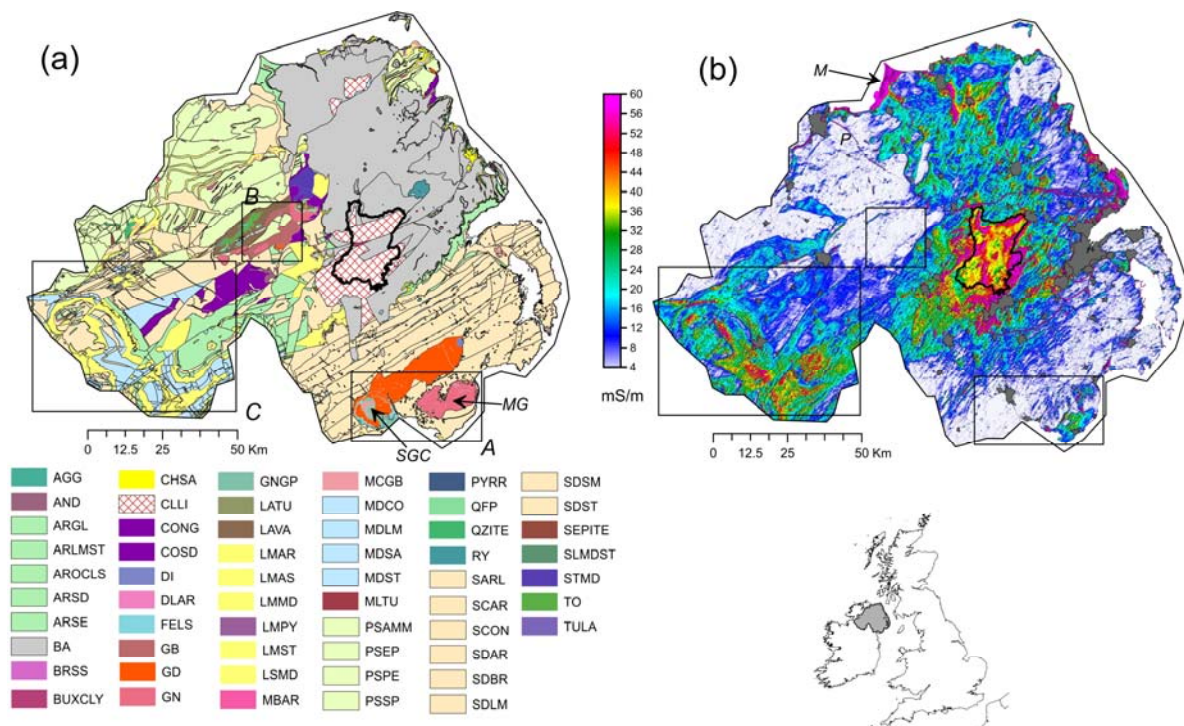 (a)
(b)
M
P
B
C
A
MG
SGC
60
56
52
48
44
40
36
32
28
24
20
16
12
8
4
mS/m
0 12.5 25 50 Km
0 12.5 25 50 Km
AGG CHSA GNGP MCGB PYRR SDSM
AND CLLI LATU MDCO QFP SDST
ARGL CONG LAVA MDLM QZITE SEPITE
ARLMST COSD LMAR MDSA RY SLMDST
AROCLS DI LMAS MDST SARL STMD
ARSD DLAR LMMD MLTU SCAR TO
ARSE FELS LMPY PSAMM SCON TULA
BA GB LMST PSEP SDAR
BRSS GD LSMD PSPE SDBR
BUXCLY GN MBAR PSSP SDLM